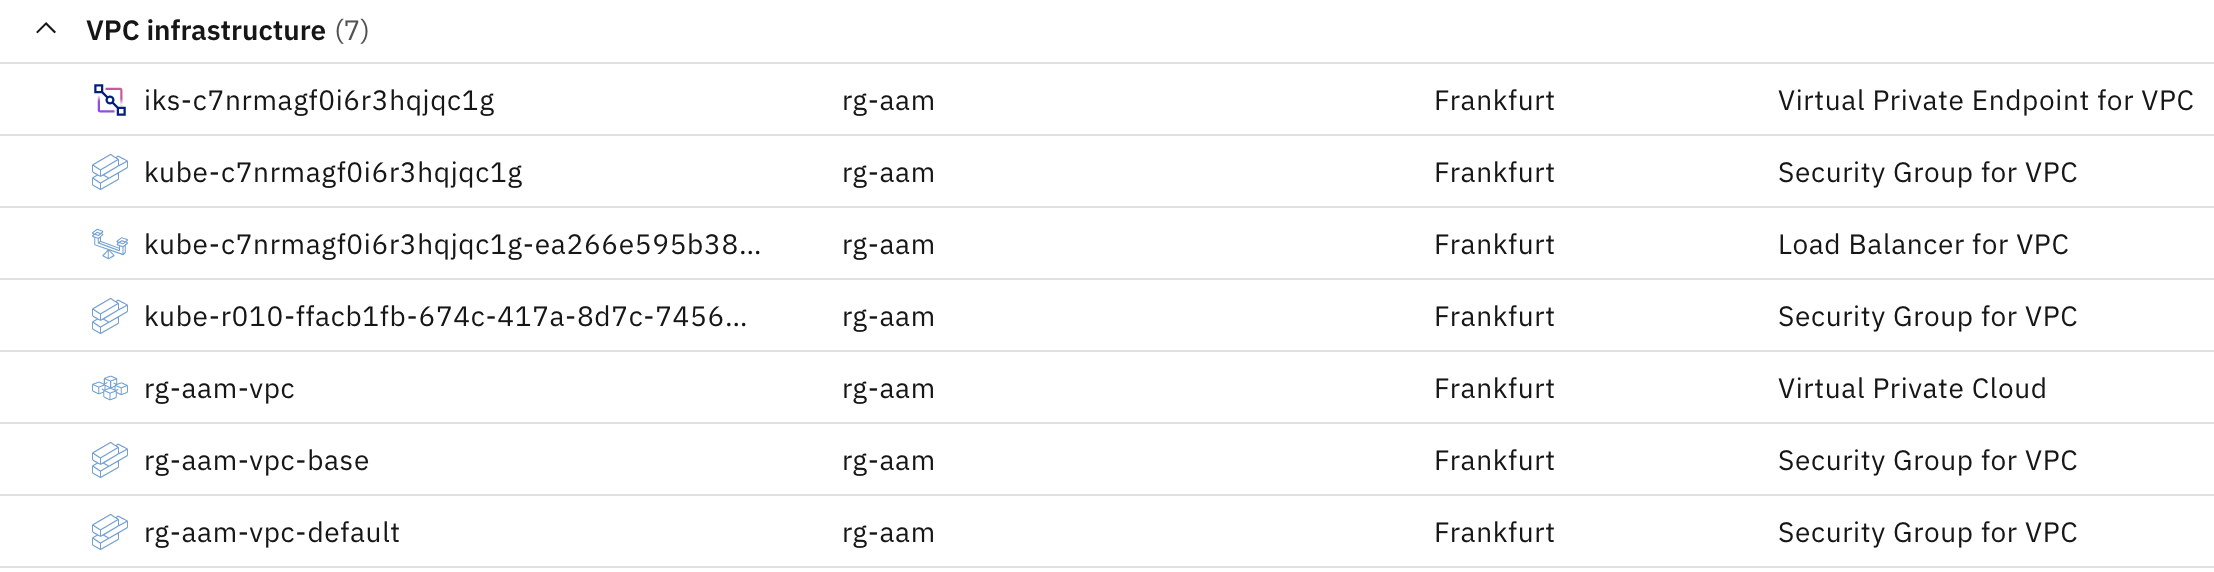 VPC infrastructure (7)
iks-c7nrmagf0i6r3hqjqc1g rg-aam Frankfurt Virtual Private Endpoint for VPC
kube-c7nrmagf0i6r3hqjqc1g rg-aam Frankfurt Security Group for VPC
kube-c7nrmagf0i6r3hqjqc1g-ea266e595b38... rg-aam Frankfurt Load Balancer for VPC
kube-r010-ffacb1fb-674c-417a-8d7c-7456... rg-aam Frankfurt Security Group for VPC
rg-aam-vpc rg-aam Frankfurt Virtual Private Cloud
rg-aam-vpc-base rg-aam Frankfurt Security Group for VPC
rg-aam-vpc-default rg-aam Frankfurt Security Group for VPC